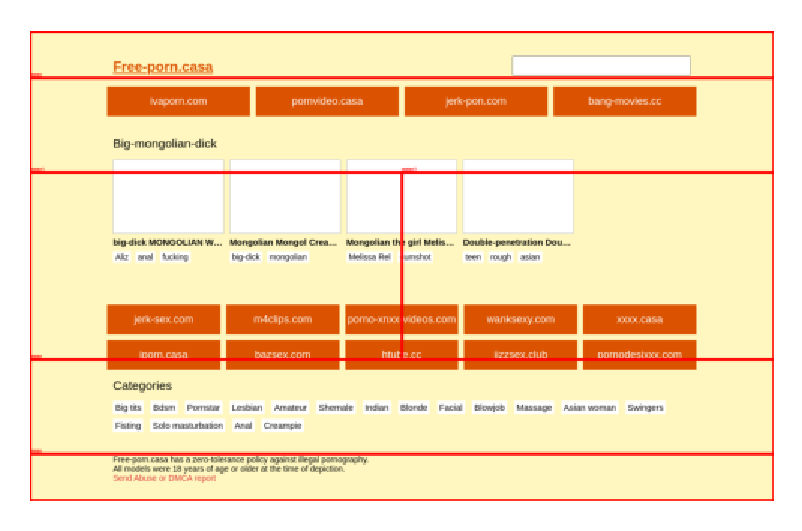 Free-porn.casa
ivaporn.com pornvideo.casa jerk-porn.com bang-movies.cc
Big-mongolian-dick
big-dick MONGOLIAN W... Mongolian Mongol Crea... Mongolian the girl Melis... Double-penetration Dou...
Aliz anal fucking big-dick mongolian Melissa Rei cumshot teen rough asian
jerk-sex.com m4clips.com porno-xnxx-videos.com wanksexy.com xxxx.casa
iporn.casa bazsex.com htube.cc izzsex.club pornodesixxx.com
Categories
Big tits Bdsm Pornstar Lesbian Amateur Shemale Indian Blonde Facial Blowjob Massage Asian woman Swingers
Fisting Solo masturbation Anal Creampie
Free-porn.casa has a zero-tolerance policy against illegal pornography.
All models were 18 years of age or older at the time of depiction.
Send Abuse or DMCA report